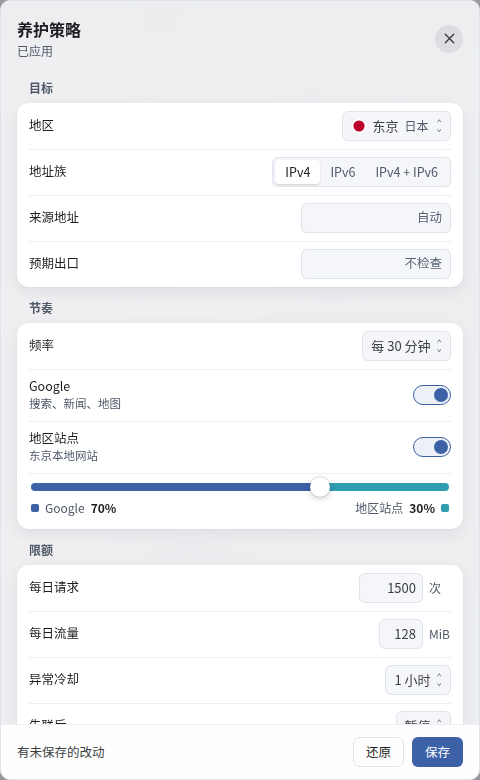 养护策略
已应用
目标
地区 东京 日本
地址族 IPv4 IPv6 IPv4 + IPv6
来源地址 自动
预期出口 不检查
节奏
频率 每 30 分钟
Google
搜索、新闻、地图
地区站点
东京本地网站
Google 70% 地区站点 30%
限额
每日请求 1500 次
每日流量 128 MiB
异常冷却 1 小时
失联后 暂停
有未保存的改动 还原 保存